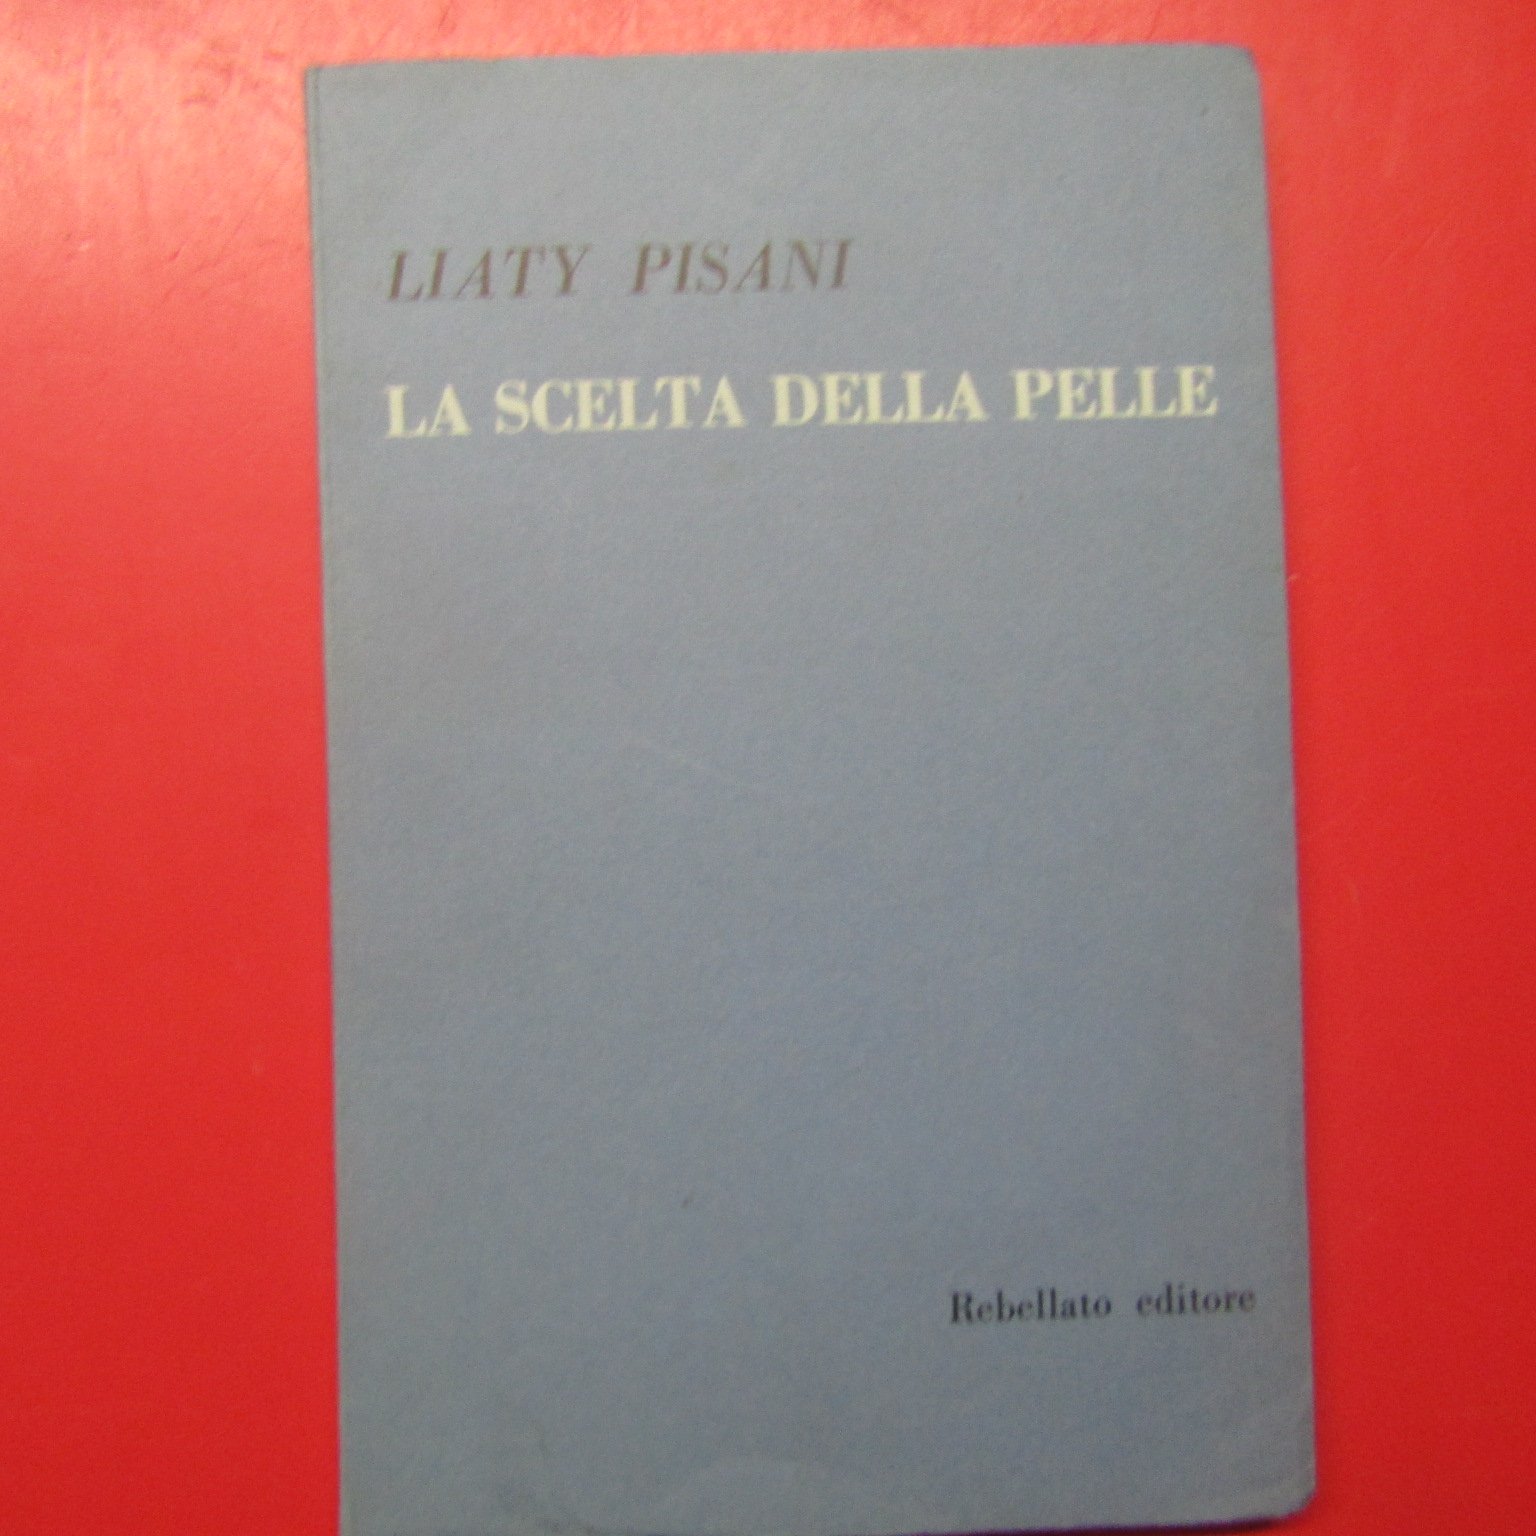 LIATY PISANI
LA SCELTA DELLA PELLE
Rebellato editore